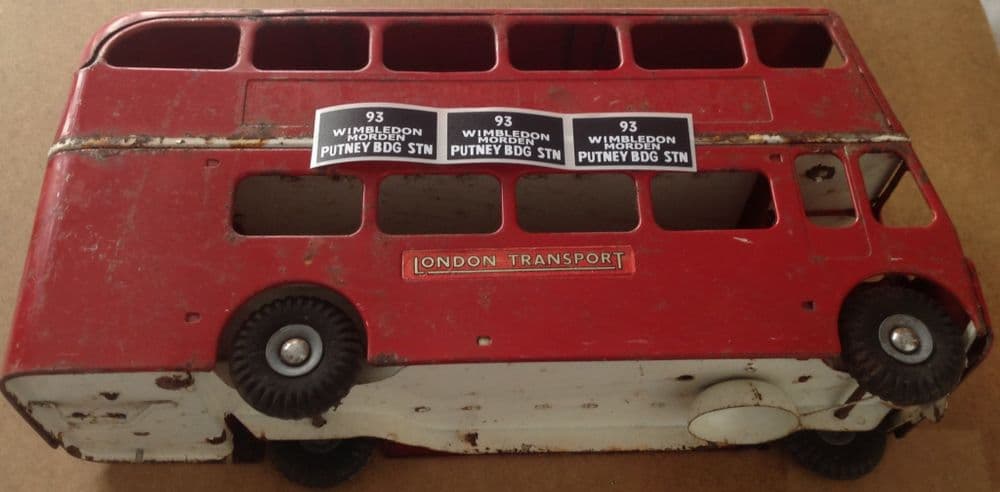 93
WIMBLEDON
MORDEN
PUTNEY BDG STN
93
WIMBLEDON
MORDEN
PUTNEY BDG STN
93
WIMBLEDON
MORDEN
PUTNEY BDG STN
LONDON TRANSPORT